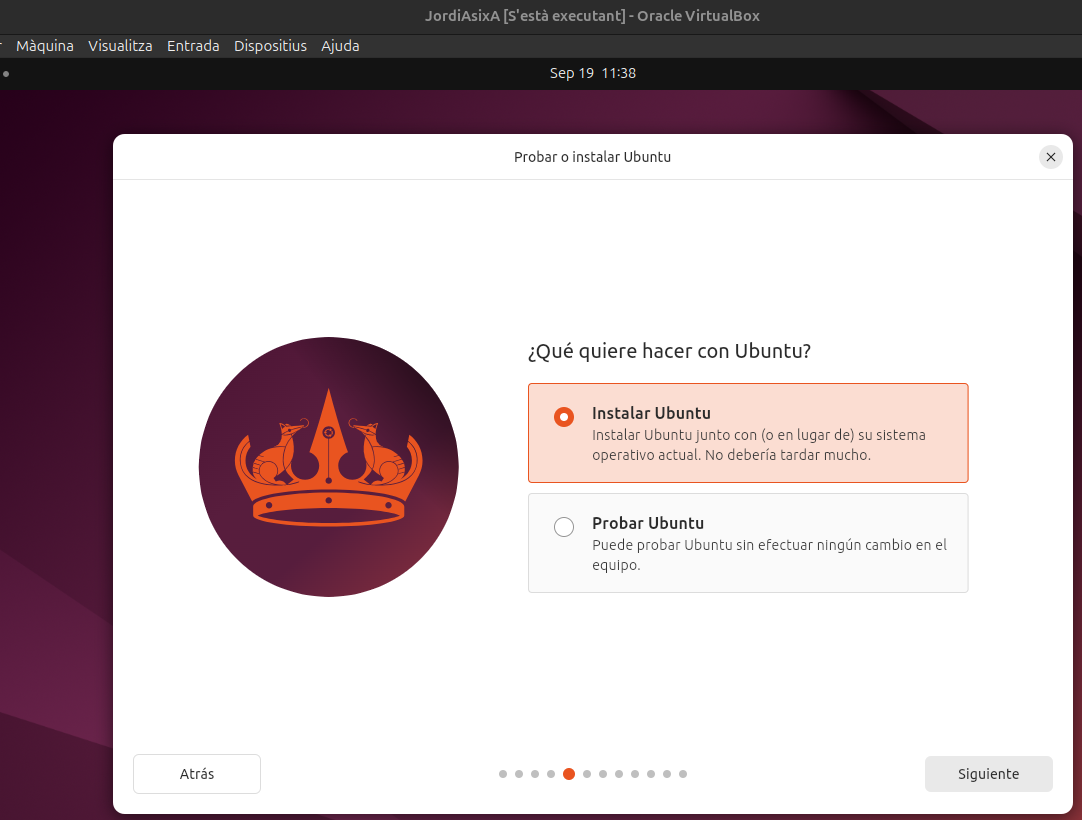 JordiAsixA [S'està executant] - Oracle VirtualBox
Màquina Visualitza Entrada Dispositius Ajuda
Sep 19 11:38
Probar o instalar Ubuntu
¿Qué quiere hacer con Ubuntu?
Instalar Ubuntu
Instalar Ubuntu junto con (o en lugar de) su sistema
operativo actual. No debería tardar mucho.
Probar Ubuntu
Puede probar Ubuntu sin efectuar ningún cambio en el
equipo.
Atrás
Siguiente